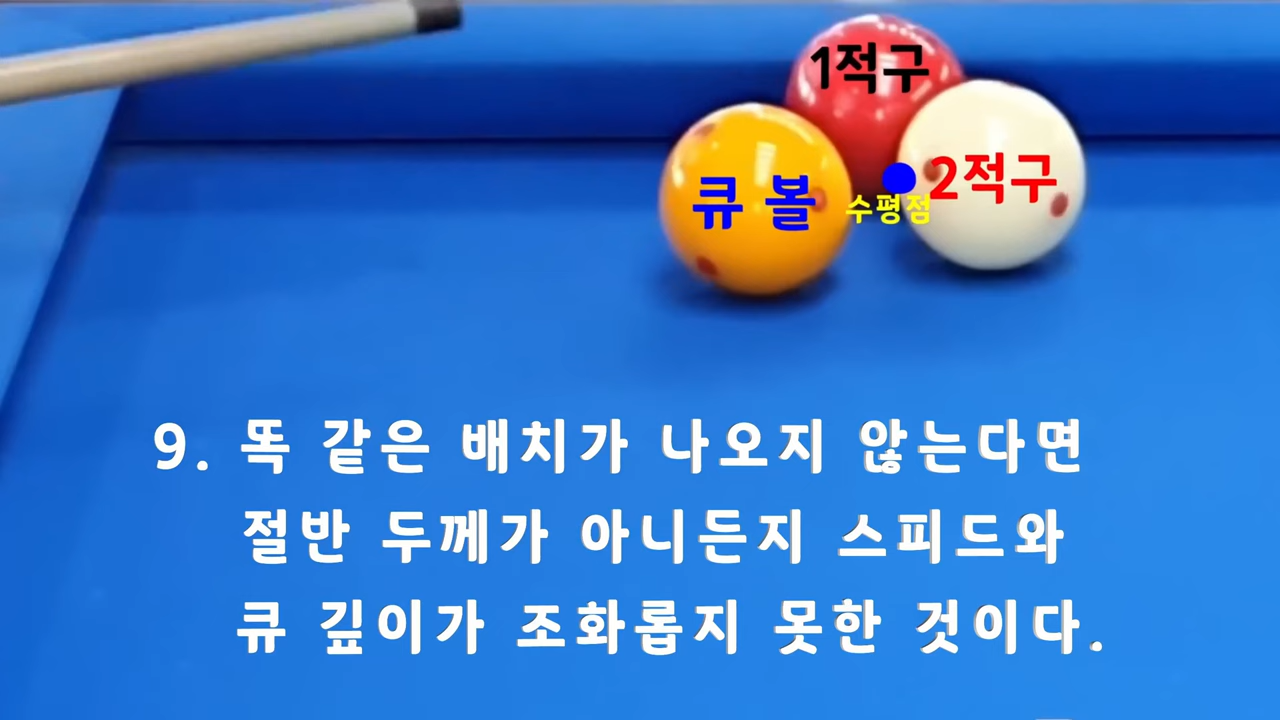 1적구
2적구
큐 볼
수평점
9. 똑 같은 배치가 나오지 않는다면
절반 두께가 아니든지 스피드와
큐 깊이가 조화롭지 못한 것이다.